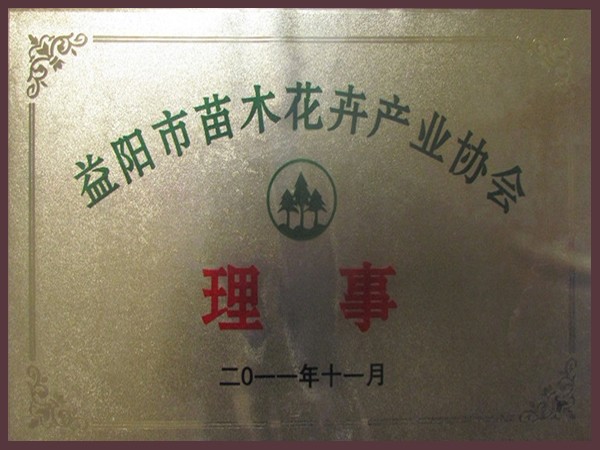 益阳市苗木花卉产业协会
理事
二0一一年十一月